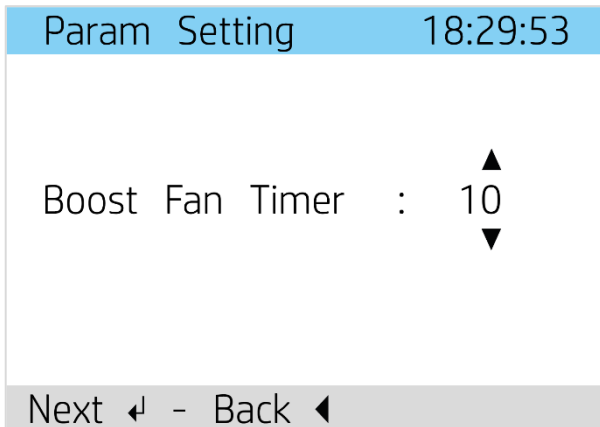 Param Setting 18:29:53
▲
Boost Fan Timer : 10
▼
Next ↲ - Back ◀